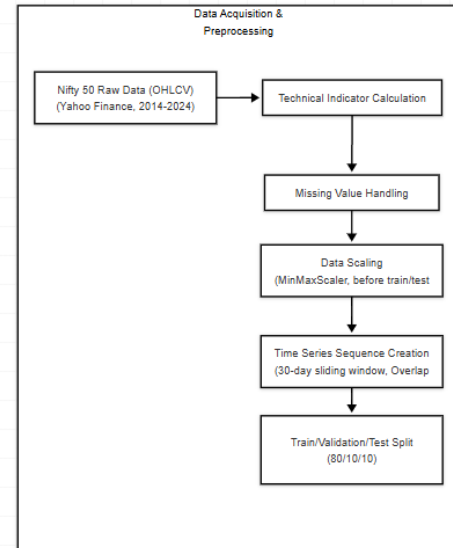 Data Acquisition &
Preprocessing
Nifty 50 Raw Data (OHLCV)
(Yahoo Finance, 2014-2024)
Technical Indicator Calculation
Missing Value Handling
Data Scaling
(MinMaxScaler, before train/test
Time Series Sequence Creation
(30-day sliding window, Overlap
Train/Validation/Test Split
(80/10/10)